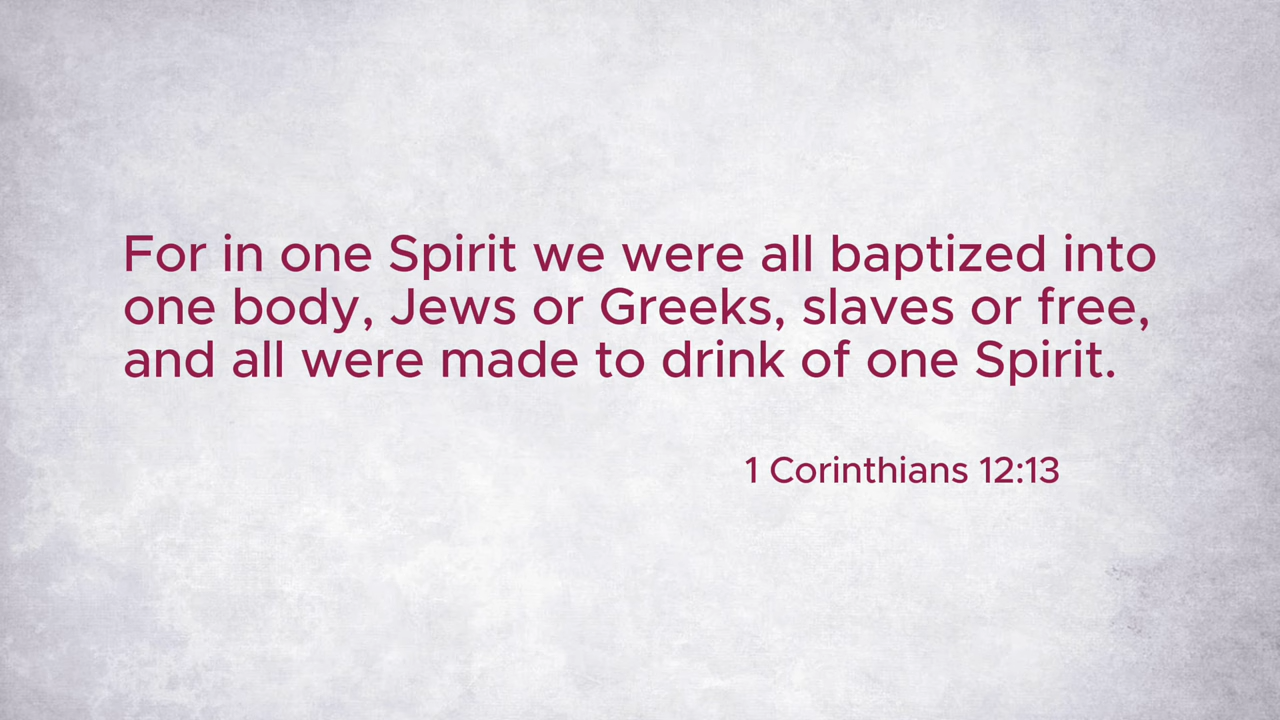 For in one Spirit we were all baptized into
one body, Jews or Greeks, slaves or free,
and all were made to drink of one Spirit.
1 Corinthians 12:13